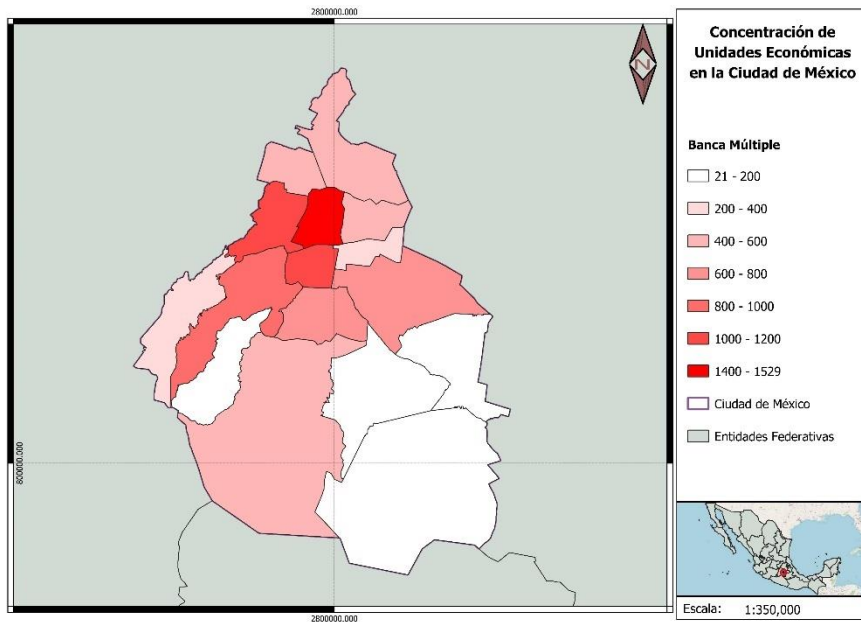 2800000.000
Concentración de
Unidades Económicas
en la Ciudad de México
N
Banca Múltiple
21 - 200
200 - 400
400 - 600
600 - 800
800 - 1000
1000 - 1200
1400 - 1529
Ciudad de México
Entidades Federativas
800000.000
800000.000
Escala: 1:350,000
2800000.000